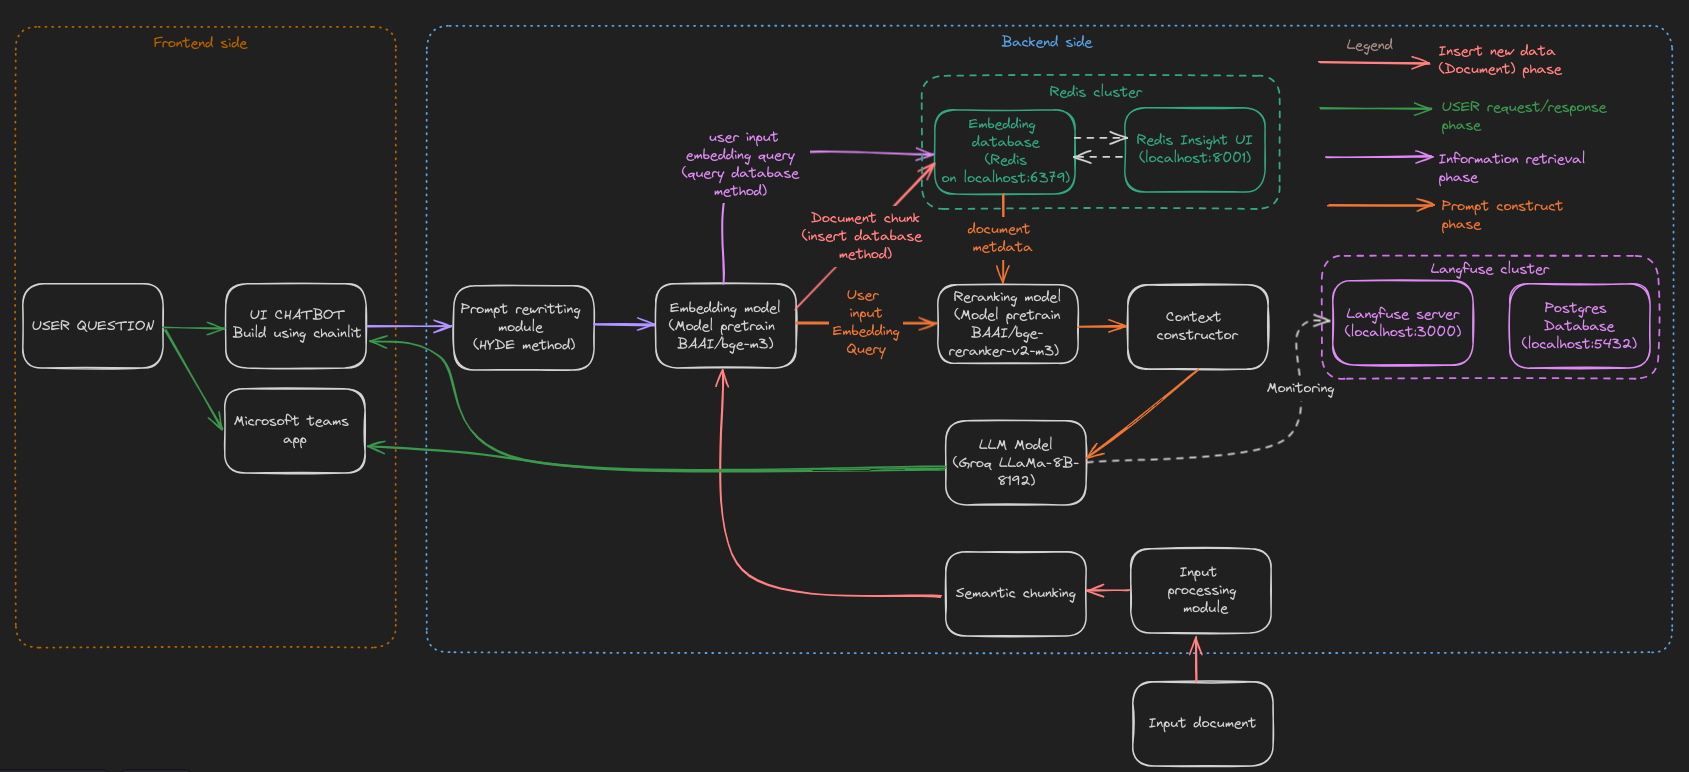 Frontend side
Backend side
Legend
Insert new data
(Document) phase
USER request/response
phase
Information retrieval
phase
Prompt construct
phase
Redis cluster
Embedding
database
(Redis
on localhost:6379)
Redis Insight UI
(localhost:8001)
user input
embedding query
(query database
method)
Document chunk
(insert database
method)
document
metdata
Langfuse cluster
Langfuse server
(localhost:3000)
Postgres
Database
(localhost:5432)
USER QUESTION
UI CHATBOT
Build using chainlit
Prompt rewritting
module
(HYDE method)
Embedding model
(Model pretrain
BAAI/bge-m3)
User
input
Embedding
Query
Reranking model
(Model pretrain
BAAI/bge-
reranker-v2-m3)
Context
constructor
Monitoring
Microsoft teams
app
LLM Model
(Groq LLaMa-8B-
8192)
Semantic chunking
Input
processing
module
Input document